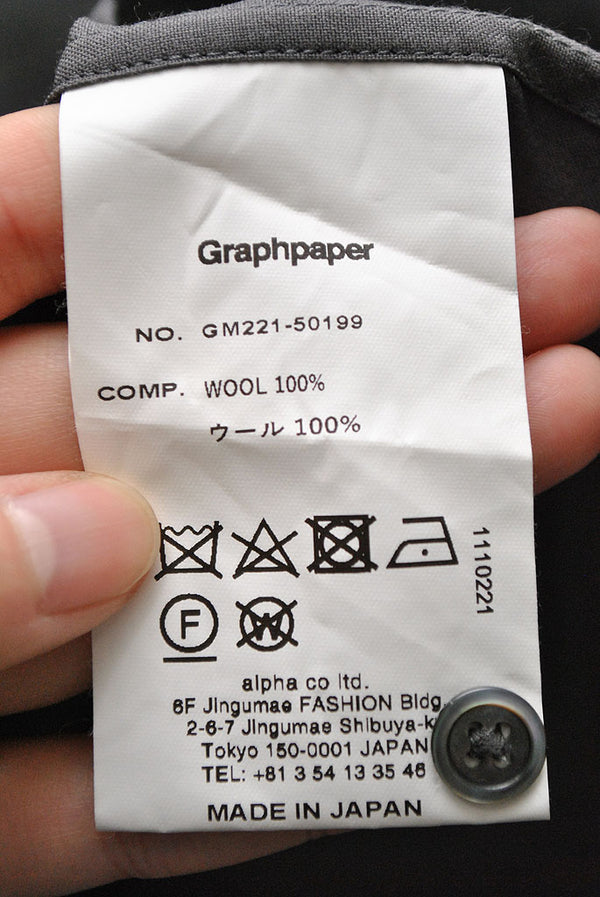 Graphpaper
NO. GM221-50199
COMP. WOOL 100%
ウール 100%
1110221
F
W
alpha co ltd.
6F Jingumae FASHION Bldg.
2-6-7 Jingumae Shibuya-k
Tokyo 150-0001 JAPAN
TEL: +81 3 54 13 35 46
MADE IN JAPAN